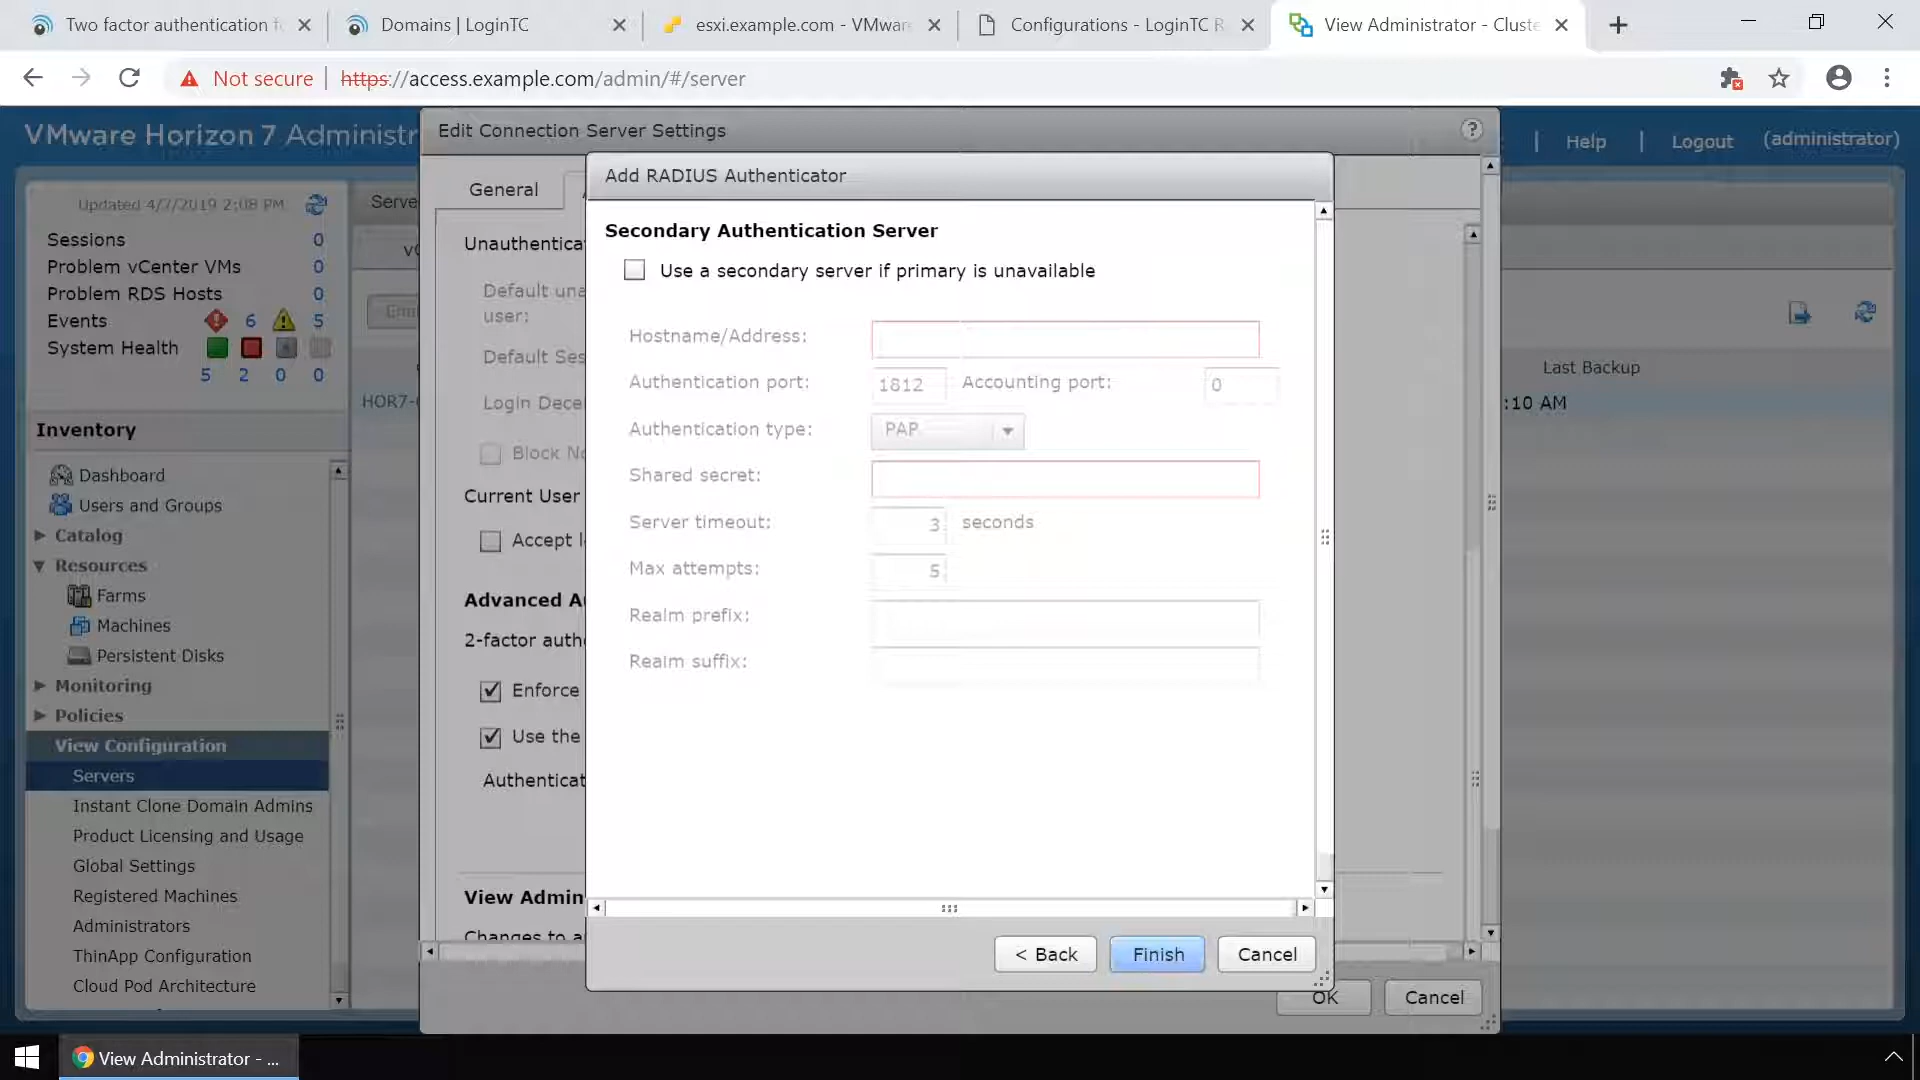 Two factor authentication f
Domains | LoginTC
esxi.example.com - VMware
Configurations - LoginTC R
View Administrator - Cluste
Not secure
https://access.example.com/admin/#/server
VMware Horizon 7 Administr
Help
Logout
(administrator)
Updated 4/7/2019 2:08 PM
Sessions 0
Problem vCenter VMs 0
Problem RDS Hosts 0
Events 6 5
System Health
5 2 0 0
Inventory
Dashboard
Users and Groups
Catalog
Resources
Farms
Machines
Persistent Disks
Monitoring
Policies
View Configuration
Servers
Instant Clone Domain Admins
Product Licensing and Usage
Global Settings
Registered Machines
Administrators
ThinApp Configuration
Cloud Pod Architecture
Serve
HOR7-
Last Backup
:10 AM
Edit Connection Server Settings
?
General
Unauthentica
Default una
user:
Default Ses
Login Dece
Block No
Current User
Accept l
Advanced A
2-factor auth
Enforce
Use the
Authenticat
View Admin
Changes to a
OK
Cancel
Add RADIUS Authenticator
Secondary Authentication Server
Use a secondary server if primary is unavailable
Hostname/Address:
Authentication port: 1812 Accounting port: 0
Authentication type: PAP
Shared secret:
Server timeout: 3 seconds
Max attempts: 5
Realm prefix:
Realm suffix:
< Back
Finish
Cancel
View Administrator - ...